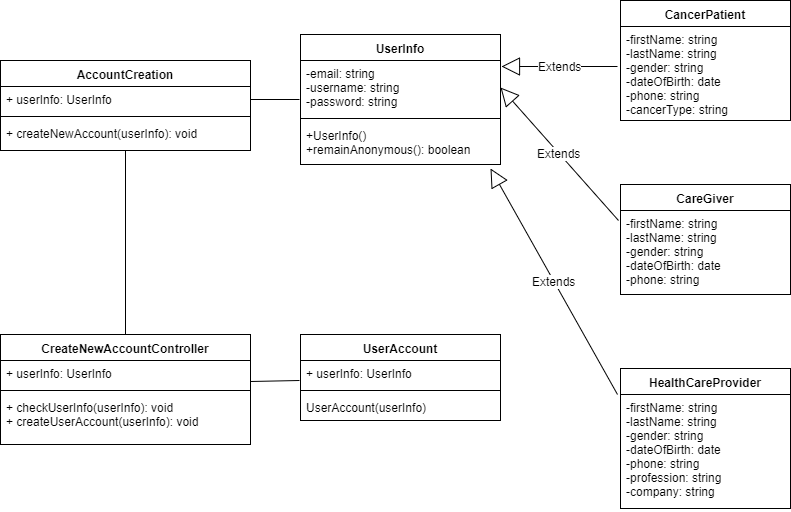 AccountCreation
+ userInfo: UserInfo
+ createNewAccount(userInfo): void
UserInfo
-email: string
-username: string
-password: string
+UserInfo()
+remainAnonymous(): boolean
Extends
Extends
Extends
CancerPatient
-firstName: string
-lastName: string
-gender: string
-dateOfBirth: date
-phone: string
-cancerType: string
CareGiver
-firstName: string
-lastName: string
-gender: string
-dateOfBirth: date
-phone: string
CreateNewAccountController
+ userInfo: UserInfo
+ checkUserInfo(userInfo): void
+ createUserAccount(userInfo): void
UserAccount
+ userInfo: UserInfo
UserAccount(userInfo)
HealthCareProvider
-firstName: string
-lastName: string
-gender: string
-dateOfBirth: date
-phone: string
-profession: string
-company: string